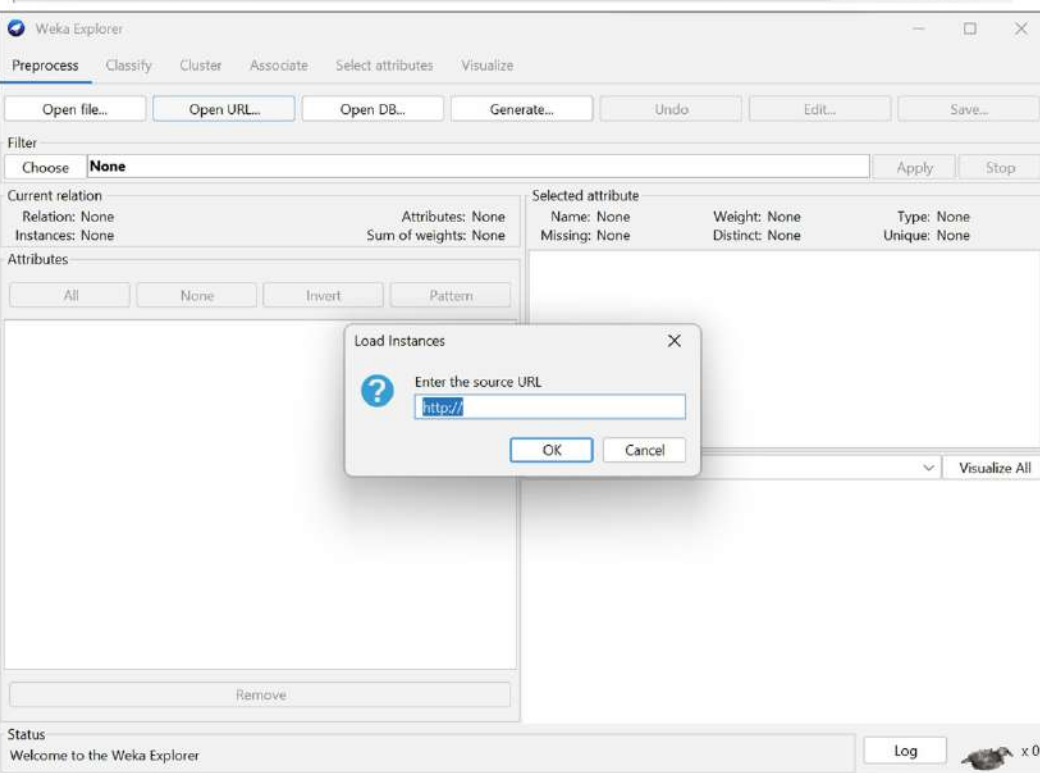 Weka Explorer
Preprocess Classify Cluster Associate Select attributes Visualize
Open file... Open URL... Open DB... Generate... Undo Edit... Save...
Filter
Choose None Apply Stop
Current relation
Relation: None Attributes: None
Instances: None Sum of weights: None
Selected attribute
Name: None Weight: None Type: None
Missing: None Distinct: None Unique: None
Attributes
All None Invert Pattern
Load Instances
Enter the source URL
http://
OK Cancel
Visualize All
Remove
Status
Welcome to the Weka Explorer
Log x 0